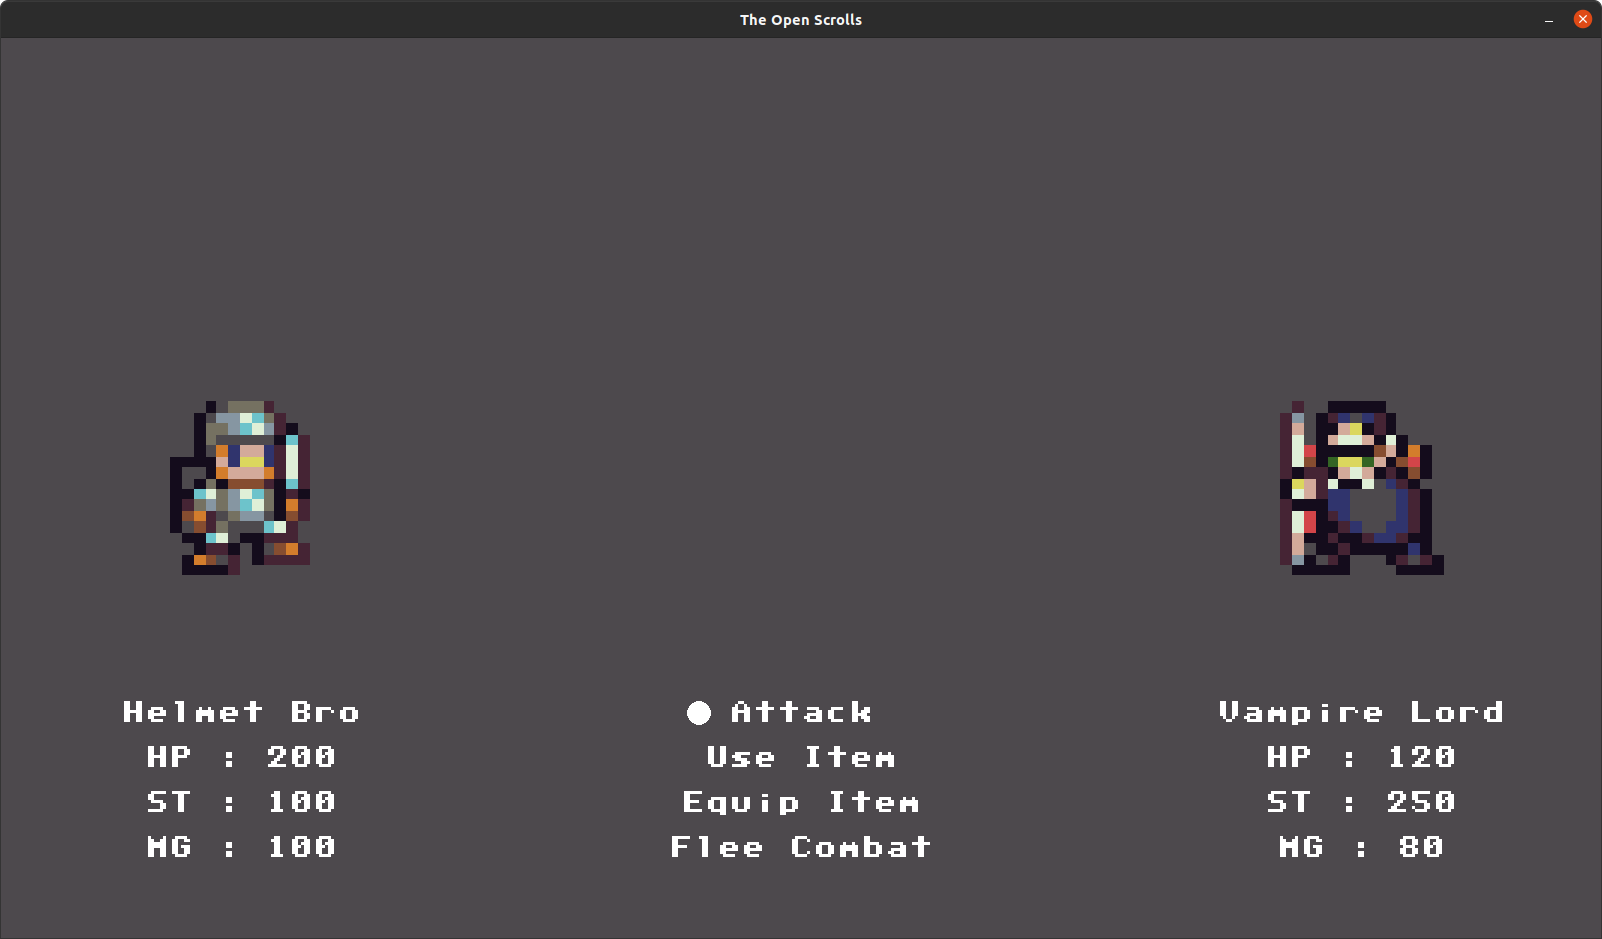 The Open Scrolls
Helmet Bro
HP : 200
ST : 100
MG : 100
Attack
Use Item
Equip Item
Flee Combat
Vampire Lord
HP : 120
ST : 250
MG : 80